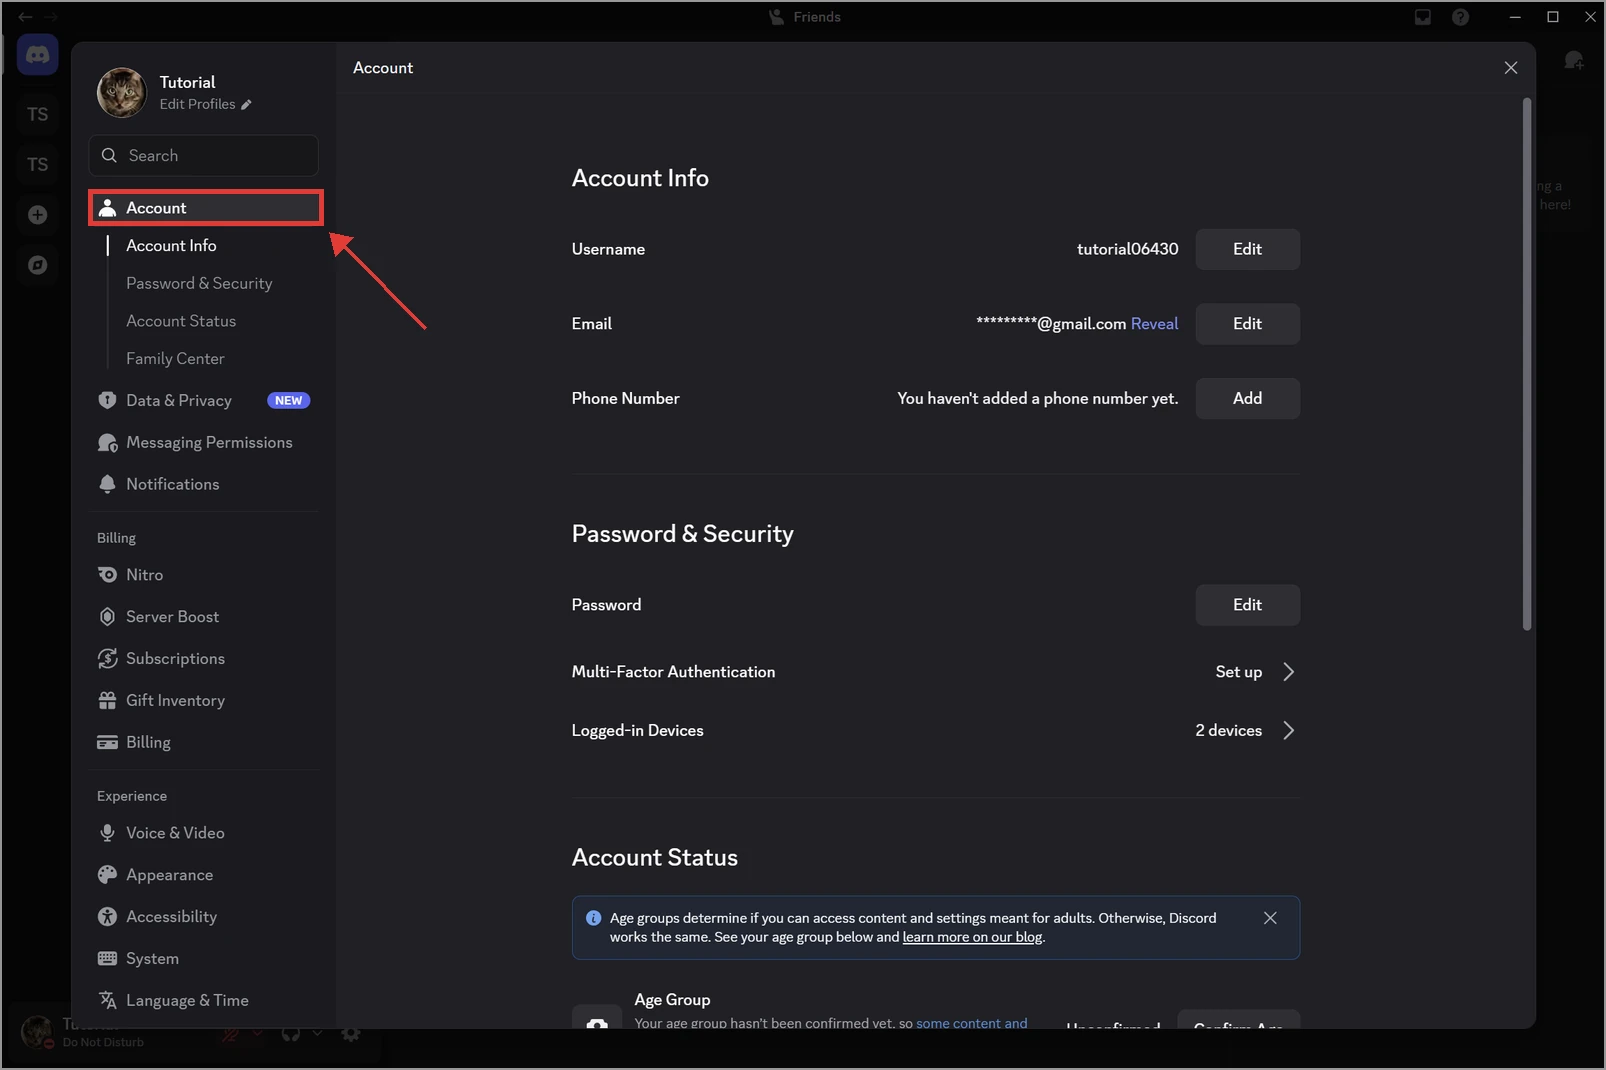 Friends
TS
TS
Tutorial
Edit Profiles
Search
Account
Account Info
Password & Security
Account Status
Family Center
Data & Privacy NEW
Messaging Permissions
Notifications
Billing
Nitro
Server Boost
Subscriptions
Gift Inventory
Billing
Experience
Voice & Video
Appearance
Accessibility
System
Language & Time
Do Not Disturb
Account
Account Info
Username tutorial06430 Edit
Email *********@gmail.com Reveal Edit
Phone Number You haven't added a phone number yet. Add
Password & Security
Password Edit
Multi-Factor Authentication Set up
Logged-in Devices 2 devices
Account Status
Age groups determine if you can access content and settings meant for adults. Otherwise, Discord
works the same. See your age group below and learn more on our blog.
Age Group
Your age group hasn't been confirmed yet, so some content and
Unconfirmed Confirm Age
a
here!